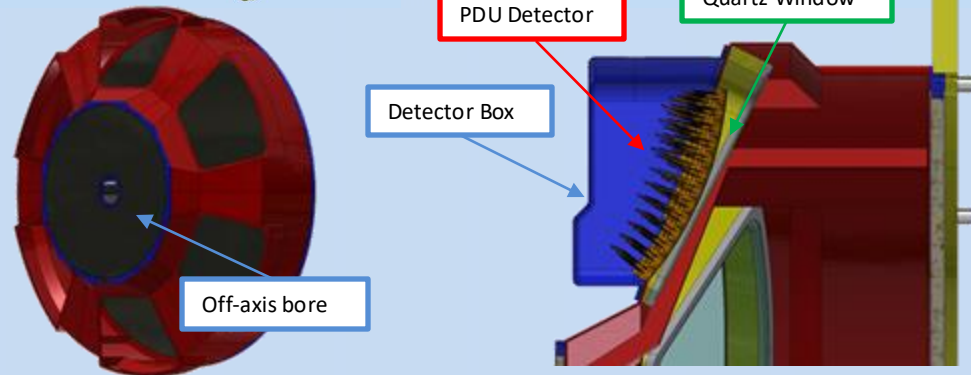 PDU Detector
Quartz Window
Detector Box
Off-axis bore